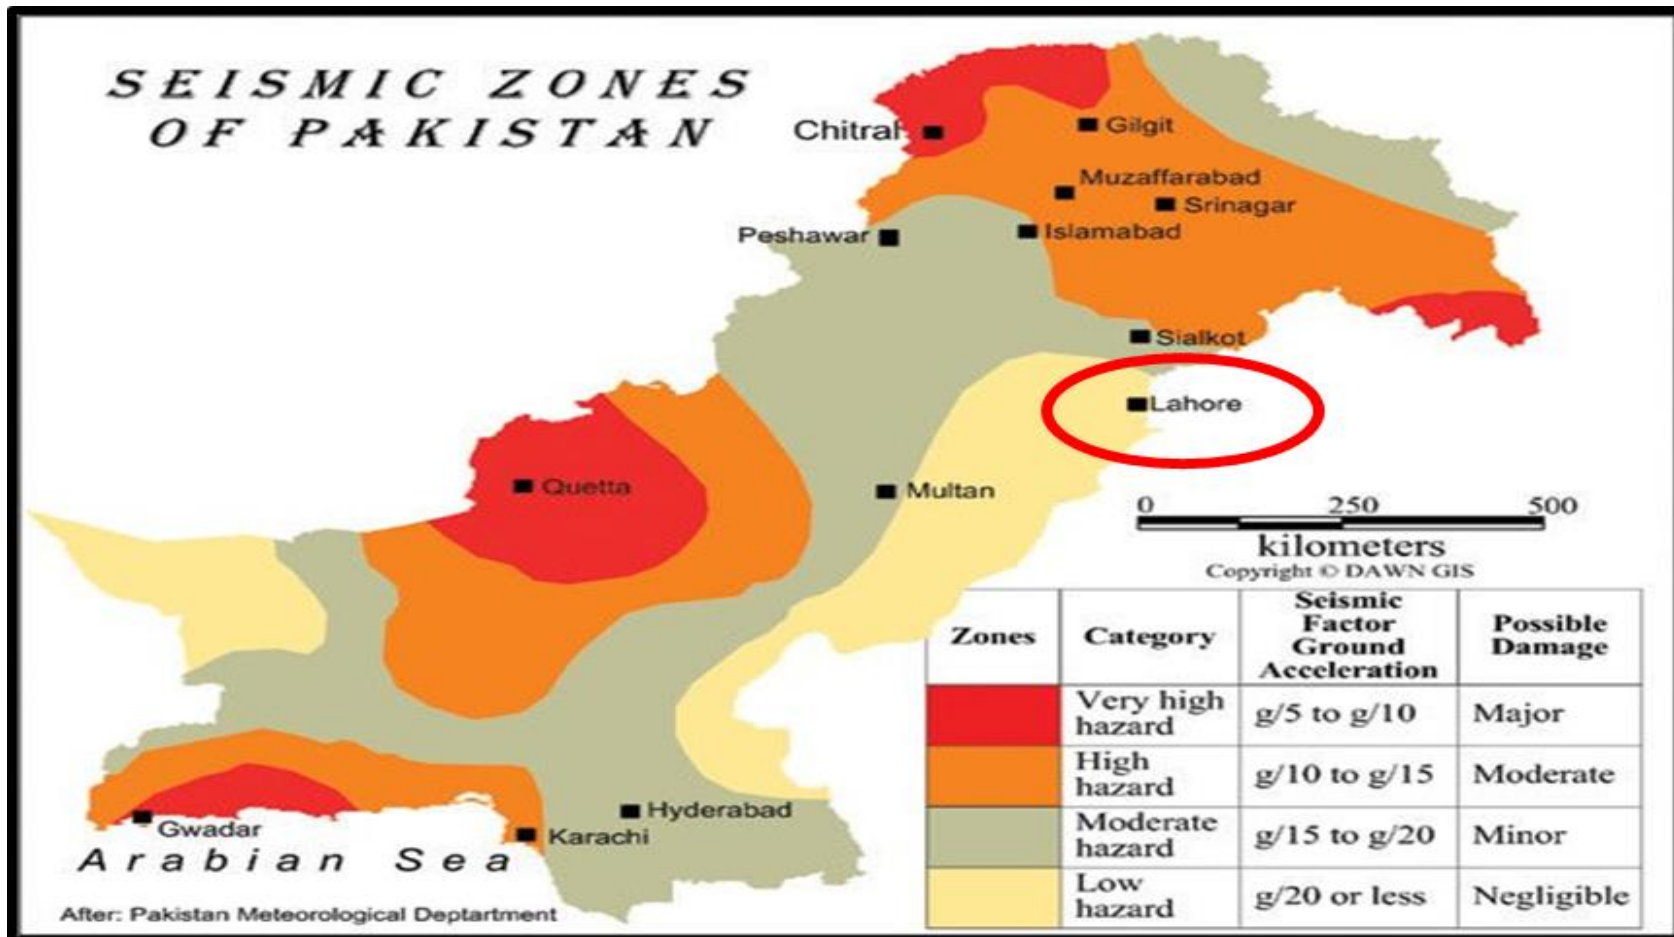 SEISMIC ZONES
OF PAKISTAN
Chitral
Gilgit
Muzaffarabad
Srinagar
Peshawar
Islamabad
Sialkot
Lahore
Quetta
Multan
0 250 500
kilometers
Copyright © DAWN GIS
Zones Category Seismic Factor Ground Acceleration Possible Damage
Very high hazard g/5 to g/10 Major
High hazard g/10 to g/15 Moderate
Moderate hazard g/15 to g/20 Minor
Low hazard g/20 or less Negligible
Hyderabad
Gwadar
Karachi
Arabian Sea
After: Pakistan Meteorological Deptartment